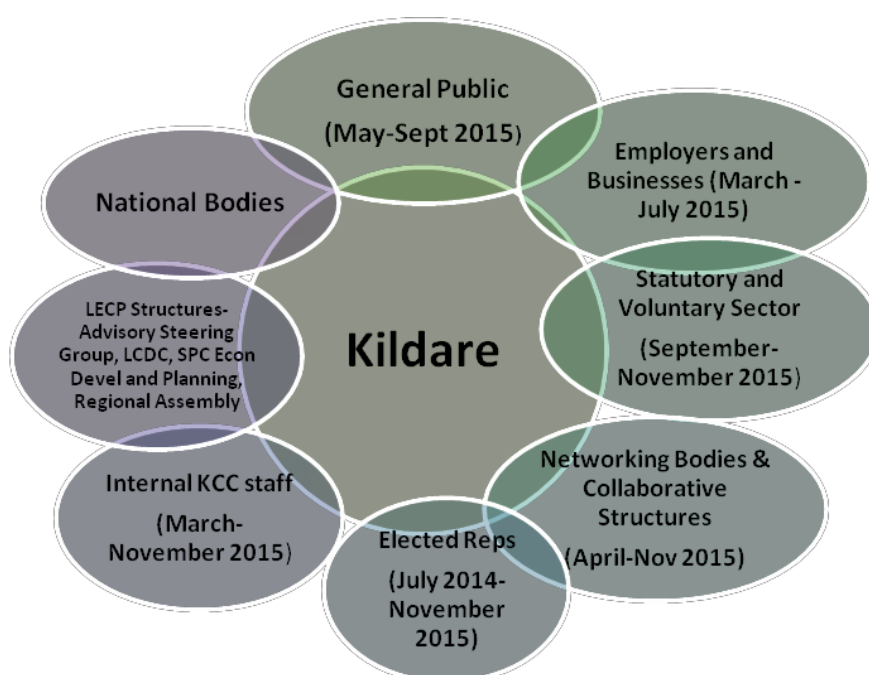 General Public
(May-Sept 2015)
Employers and
Businesses (March -
July 2015)
Statutory and
Voluntary Sector
(September-
November 2015)
Networking Bodies &
Collaborative
Structures
(April-Nov 2015)
Elected Reps
(July 2014-
November
2015)
Internal KCC staff
(March-
November 2015)
LECP Structures-
Advisory Steering
Group, LCDC, SPC Econ
Devel and Planning,
Regional Assembly
National Bodies
Kildare